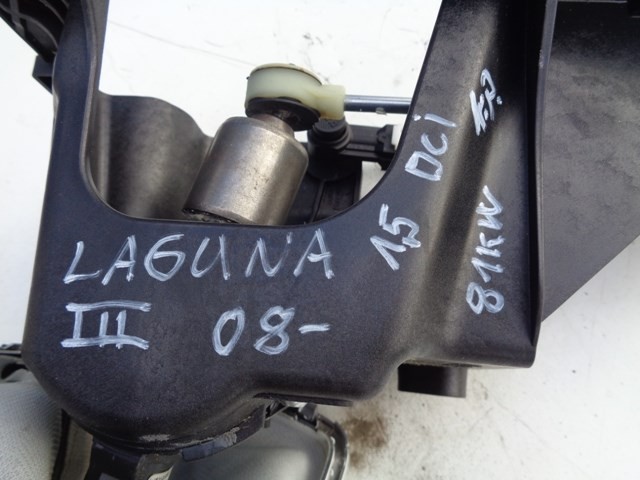 LAGUNA
III 08-
1,5 DCi
81KW